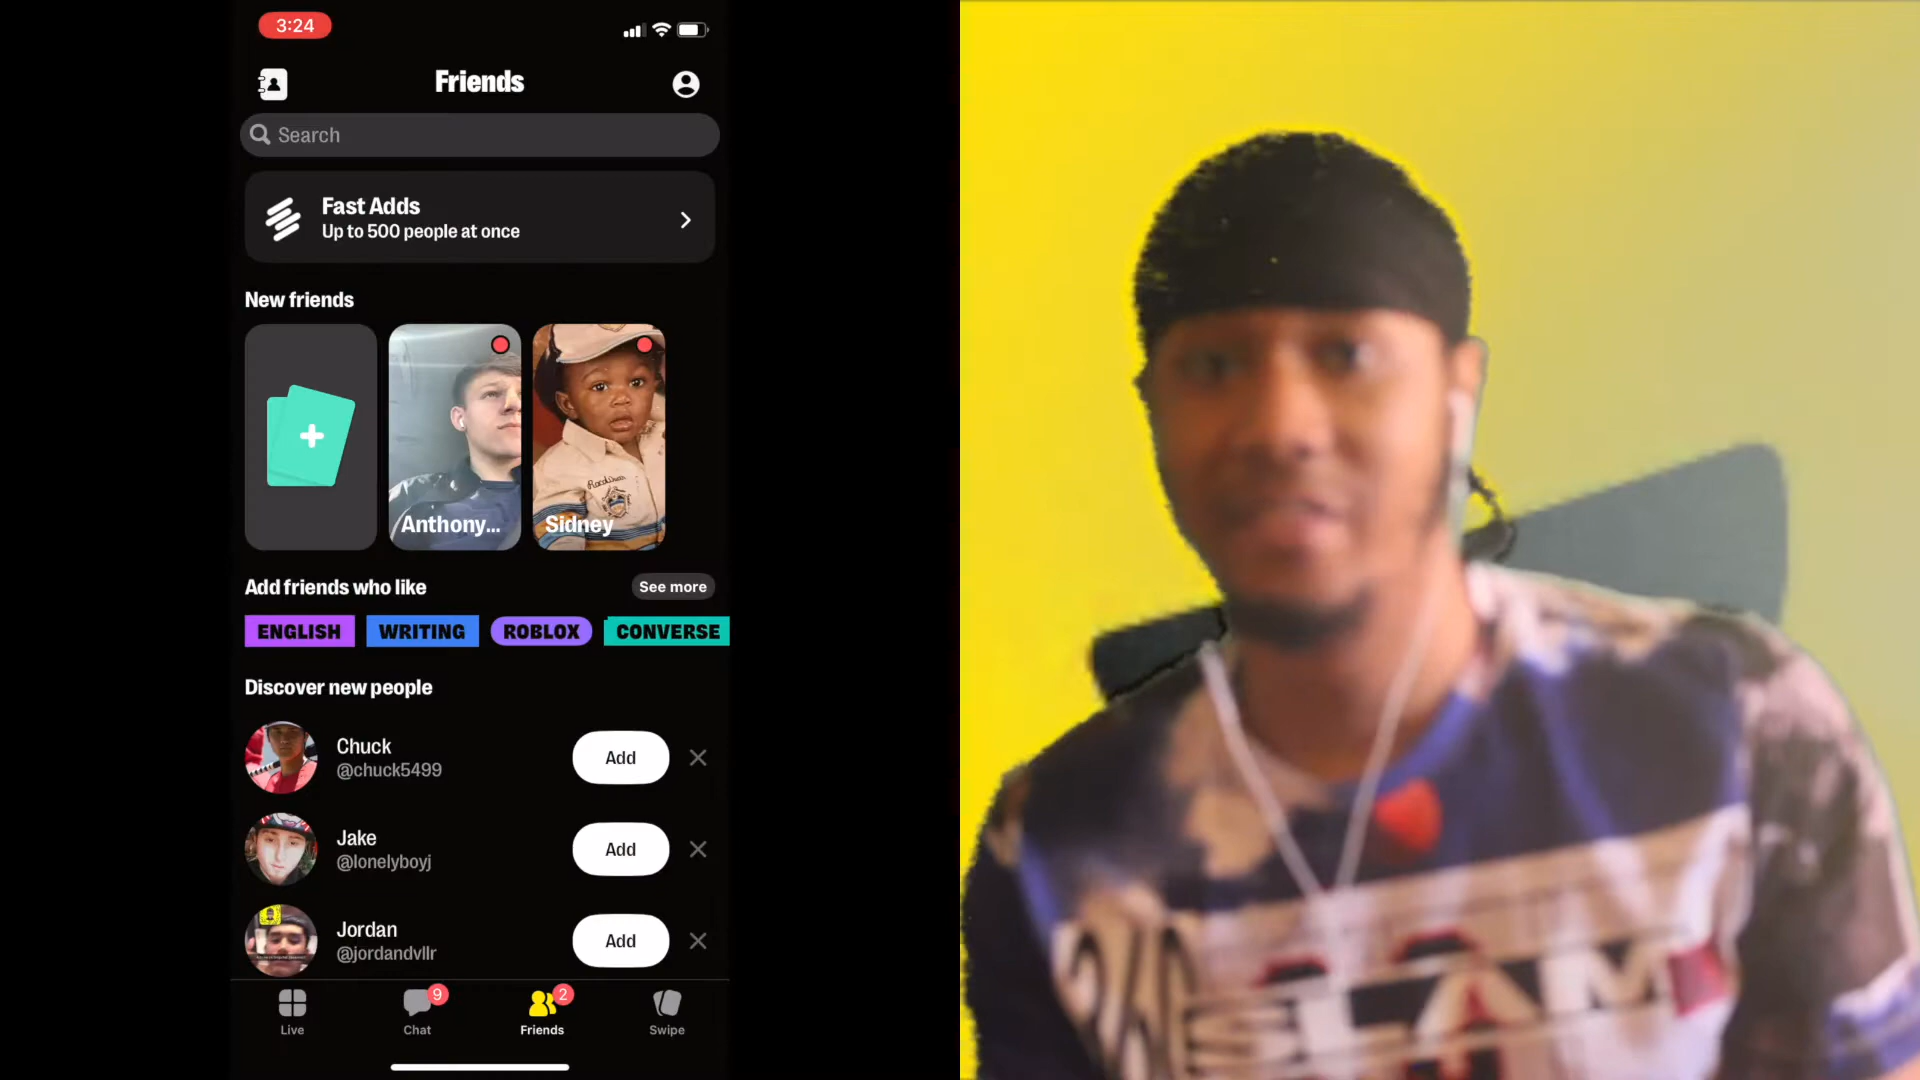 3:24
Friends
Search
Fast Adds
Up to 500 people at once
New friends
Anthony...
Sidney
Add friends who like
See more
ENGLISH
WRITING
ROBLOX
CONVERSE
Discover new people
Chuck
@chuck5499
Add
Jake
@lonelyboyj
Add
Jordan
@jordandvllr
Add
Live
9
Chat
2
Friends
Swipe